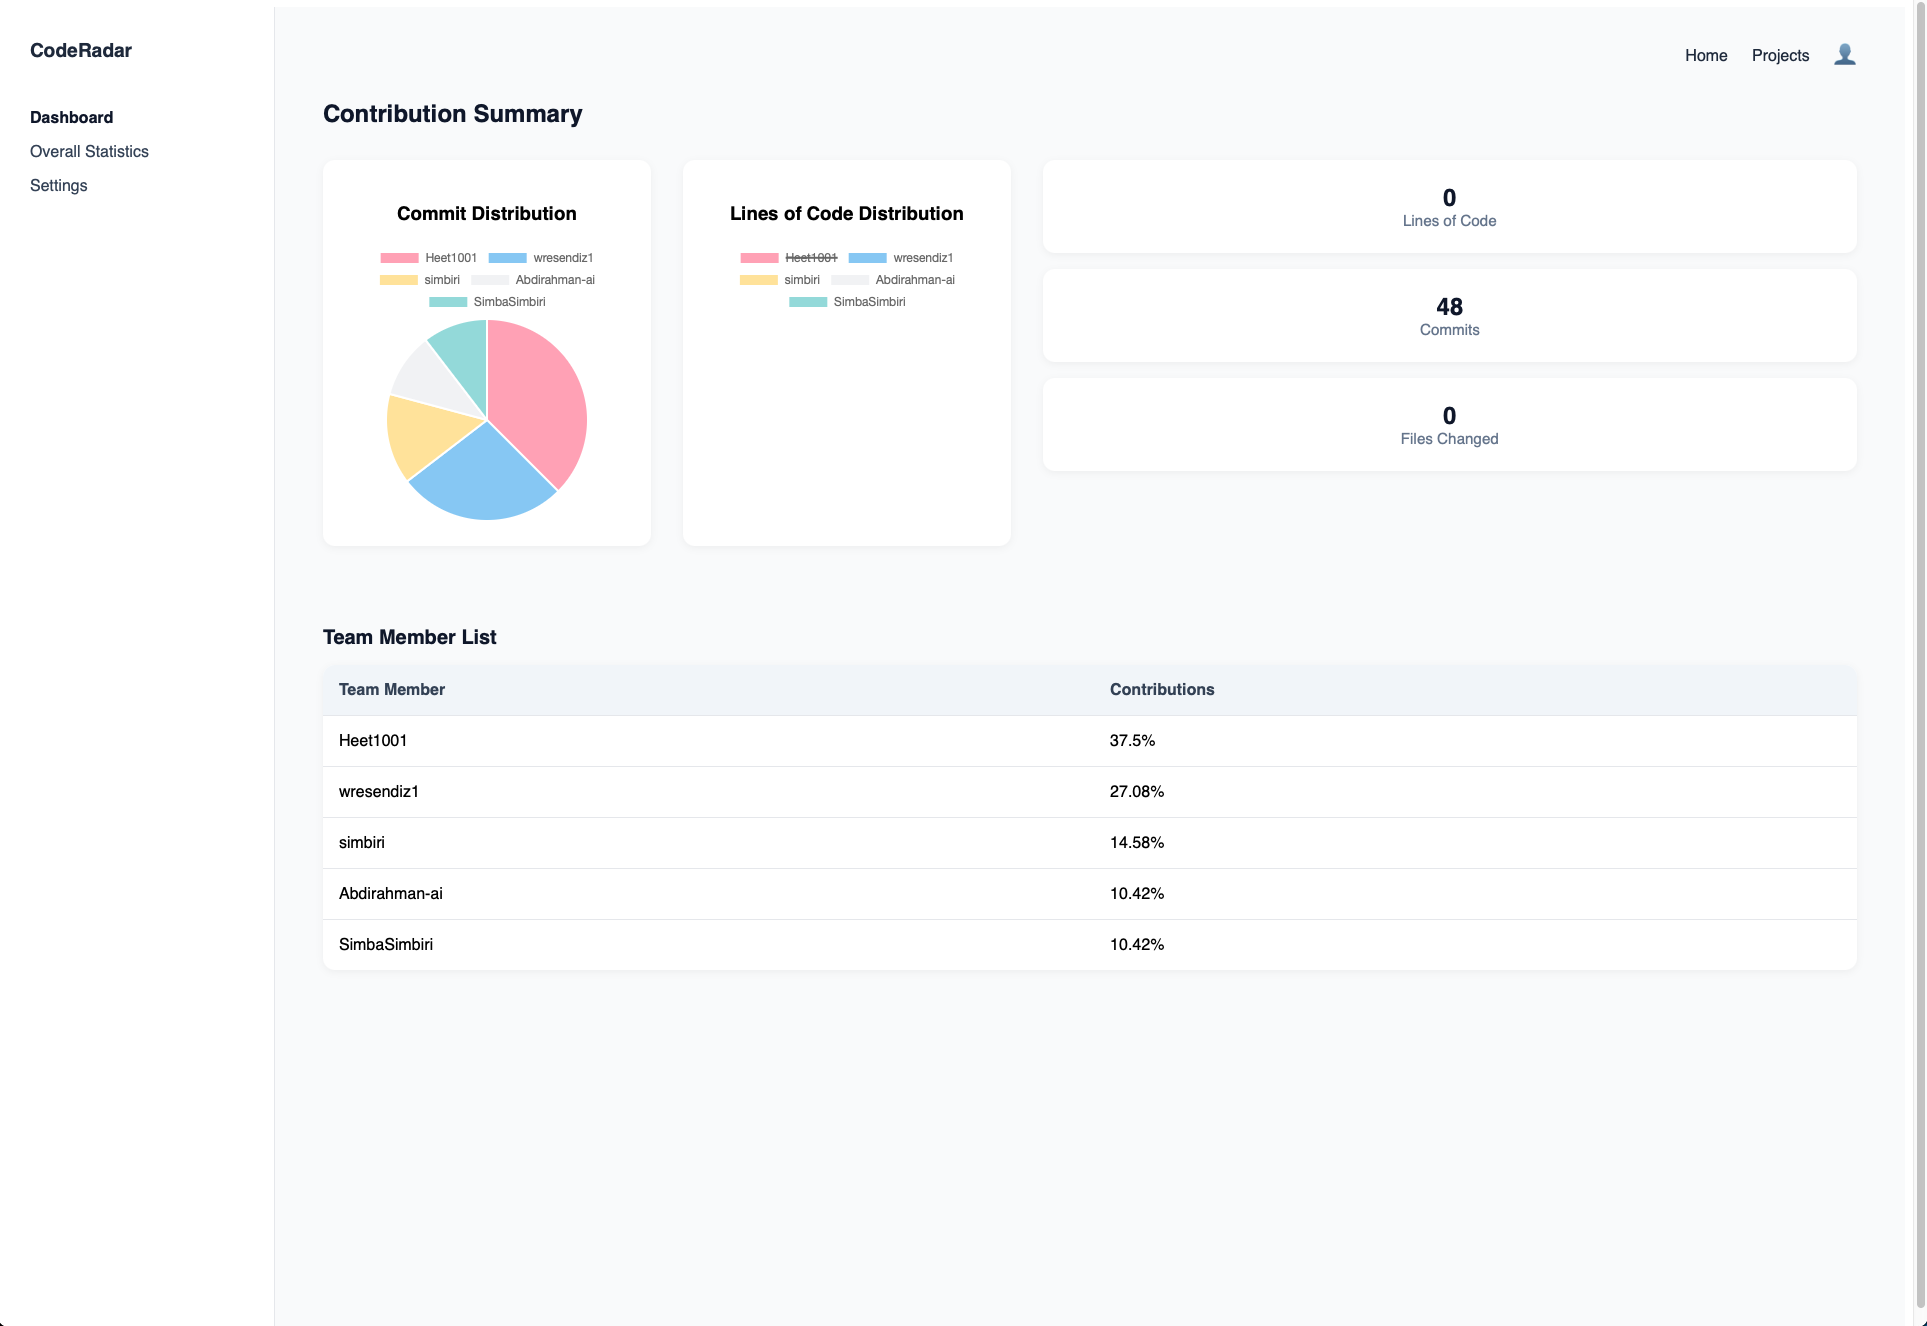 CodeRadar
Dashboard
Overall Statistics
Settings
Home Projects
Contribution Summary
Commit Distribution
Heet1001 wresendiz1
simbiri Abdirahman-ai
SimbaSimbiri
Lines of Code Distribution
Heet1001 wresendiz1
simbiri Abdirahman-ai
SimbaSimbiri
0
Lines of Code
48
Commits
0
Files Changed
Team Member List
Team Member Contributions
Heet1001 37.5%
wresendiz1 27.08%
simbiri 14.58%
Abdirahman-ai 10.42%
SimbaSimbiri 10.42%